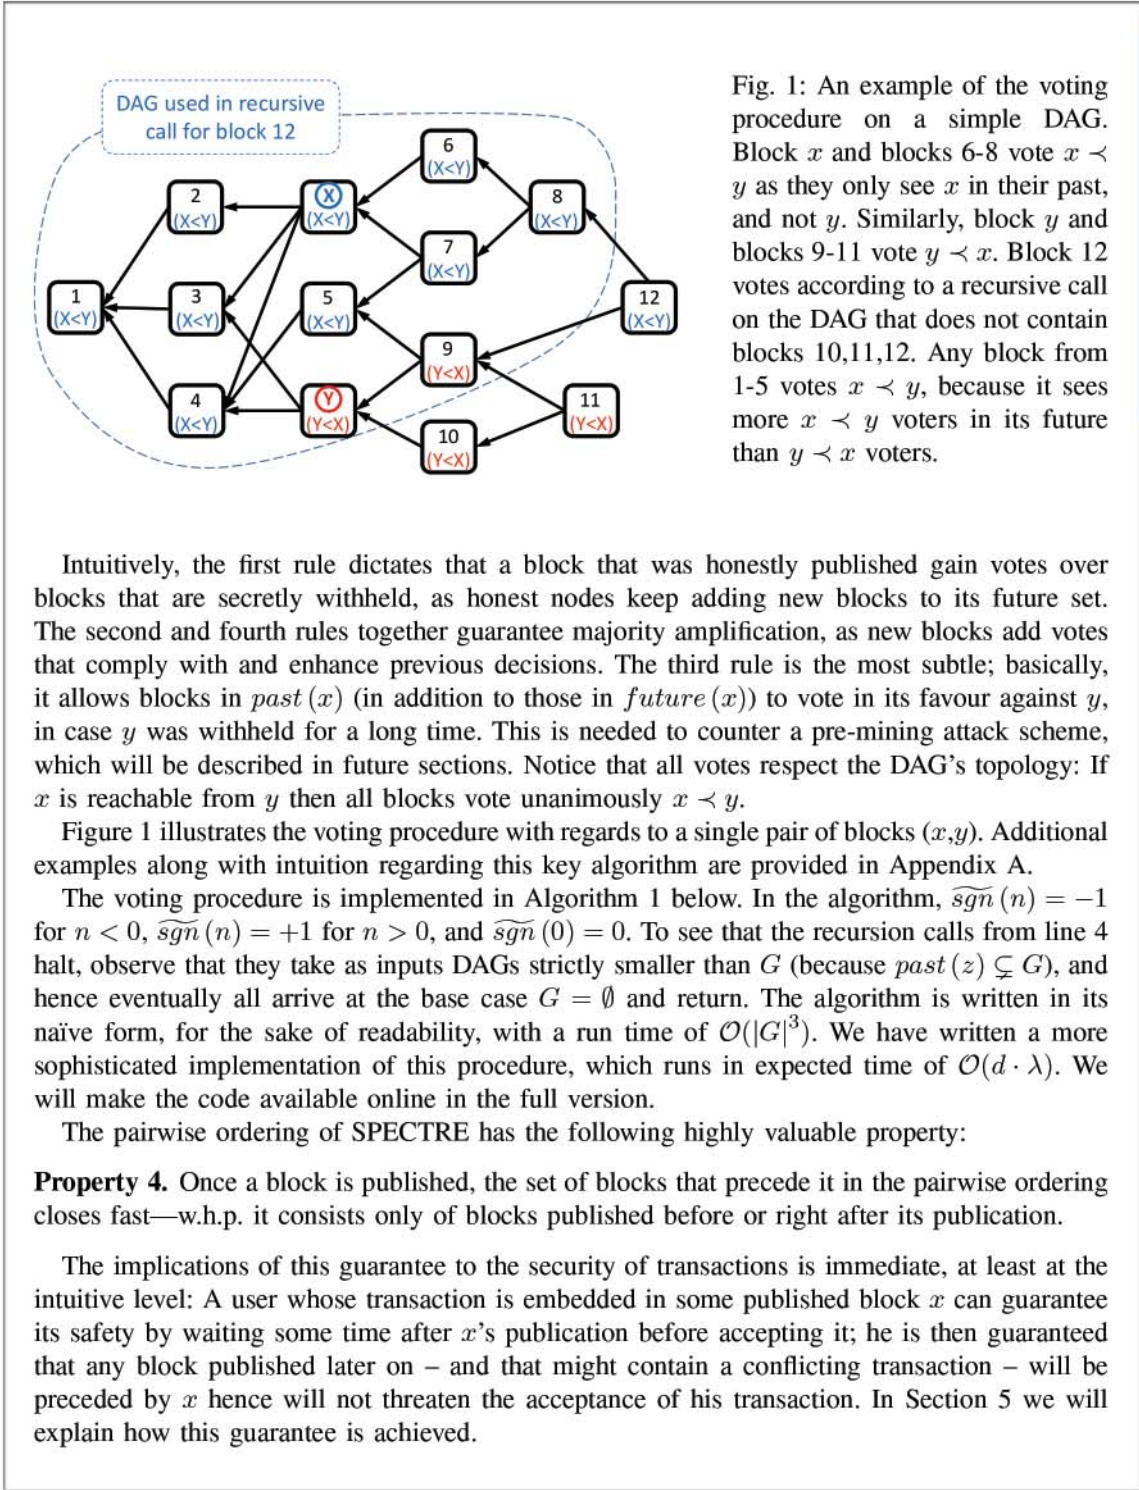 DAG used in recursive
call for block 12
6
(X<Y)
2
(X<Y)
X
(X<Y)
8
(X<Y)
7
(X<Y)
1
(X<Y)
3
(X<Y)
5
(X<Y)
12
(X<Y)
9
(Y<X)
4
(X<Y)
Y
(Y<X)
11
(Y<X)
10
(Y<X)
Fig. 1: An example of the voting
procedure on a simple DAG.
Block x and blocks 6-8 vote x ≺
y as they only see x in their past,
and not y. Similarly, block y and
blocks 9-11 vote y ≺ x. Block 12
votes according to a recursive call
on the DAG that does not contain
blocks 10,11,12. Any block from
1-5 votes x ≺ y, because it sees
more x ≺ y voters in its future
than y ≺ x voters.
Intuitively, the first rule dictates that a block that was honestly published gain votes over
blocks that are secretly withheld, as honest nodes keep adding new blocks to its future set.
The second and fourth rules together guarantee majority amplification, as new blocks add votes
that comply with and enhance previous decisions. The third rule is the most subtle; basically,
it allows blocks in past (x) (in addition to those in future (x)) to vote in its favour against y,
in case y was withheld for a long time. This is needed to counter a pre-mining attack scheme,
which will be described in future sections. Notice that all votes respect the DAG's topology: If
x is reachable from y then all blocks vote unanimously x ≺ y.
Figure 1 illustrates the voting procedure with regards to a single pair of blocks (x,y). Additional
examples along with intuition regarding this key algorithm are provided in Appendix A.
The voting procedure is implemented in Algorithm 1 below. In the algorithm, s͠gn (n) = −1
for n < 0, s͠gn (n) = +1 for n > 0, and s͠gn (0) = 0. To see that the recursion calls from line 4
halt, observe that they take as inputs DAGs strictly smaller than G (because past (z) ⊊ G), and
hence eventually all arrive at the base case G = ∅ and return. The algorithm is written in its
naïve form, for the sake of readability, with a run time of O(|G|³). We have written a more
sophisticated implementation of this procedure, which runs in expected time of O(d · λ). We
will make the code available online in the full version.
The pairwise ordering of SPECTRE has the following highly valuable property:
Property 4. Once a block is published, the set of blocks that precede it in the pairwise ordering
closes fast—w.h.p. it consists only of blocks published before or right after its publication.
The implications of this guarantee to the security of transactions is immediate, at least at the
intuitive level: A user whose transaction is embedded in some published block x can guarantee
its safety by waiting some time after x's publication before accepting it; he is then guaranteed
that any block published later on – and that might contain a conflicting transaction – will be
preceded by x hence will not threaten the acceptance of his transaction. In Section 5 we will
explain how this guarantee is achieved.